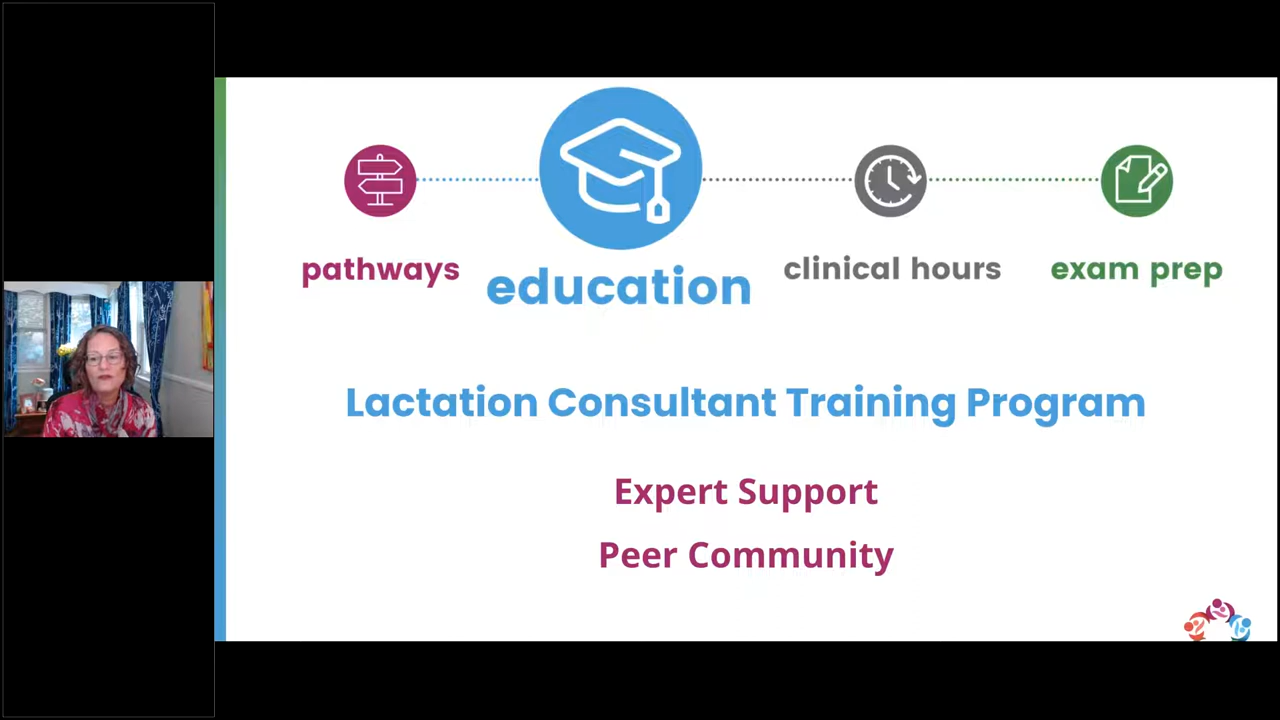 pathways
education
clinical hours
exam prep
Lactation Consultant Training Program
Expert Support
Peer Community